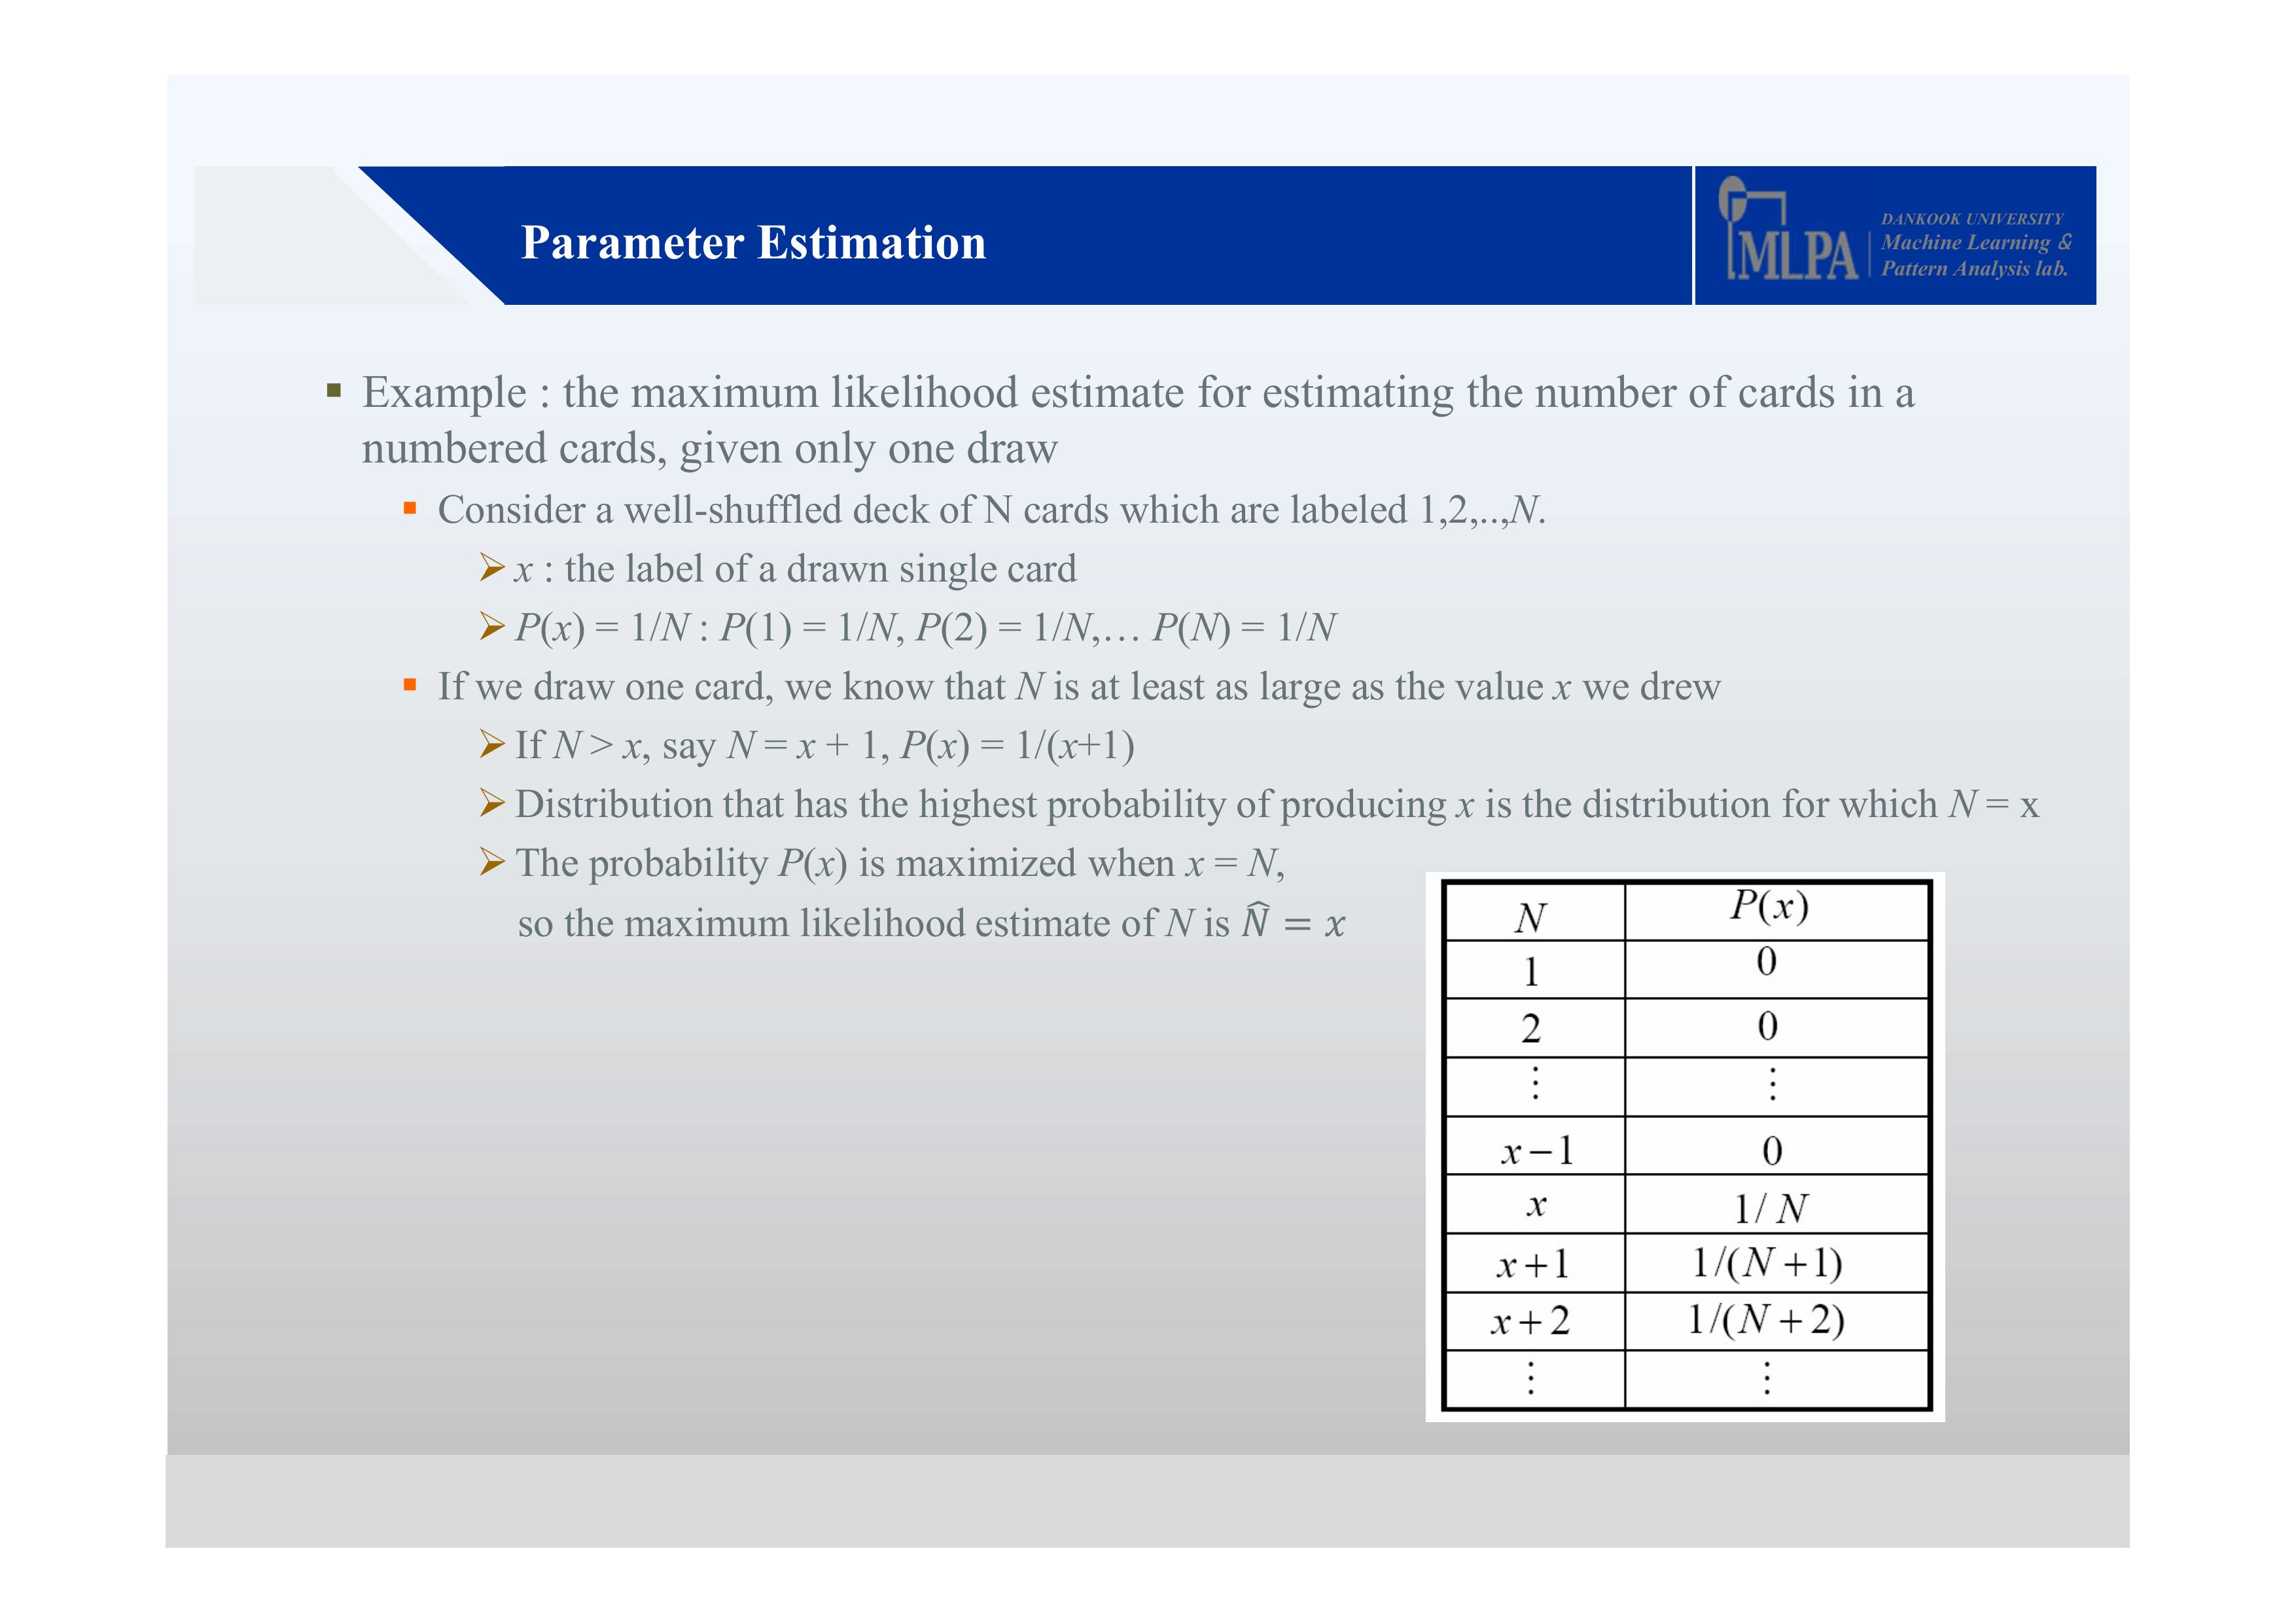 Parameter Estimation
MLPA
DANKOOK UNIVERSITY
Machine Learning &
Pattern Analysis lab.
▪ Example : the maximum likelihood estimate for estimating the number of cards in a
numbered cards, given only one draw
▪ Consider a well-shuffled deck of N cards which are labeled 1,2,..,N.
➢ x : the label of a drawn single card
➢ P(x) = 1/N : P(1) = 1/N, P(2) = 1/N,… P(N) = 1/N
▪ If we draw one card, we know that N is at least as large as the value x we drew
➢ If N > x, say N = x + 1, P(x) = 1/(x+1)
➢ Distribution that has the highest probability of producing x is the distribution for which N = x
➢ The probability P(x) is maximized when x = N,
so the maximum likelihood estimate of N is N̂ = x
N P(x)
1 0
2 0
⋮ ⋮
x−1 0
x 1/ N
x+1 1/(N+1)
x+2 1/(N+2)
⋮ ⋮